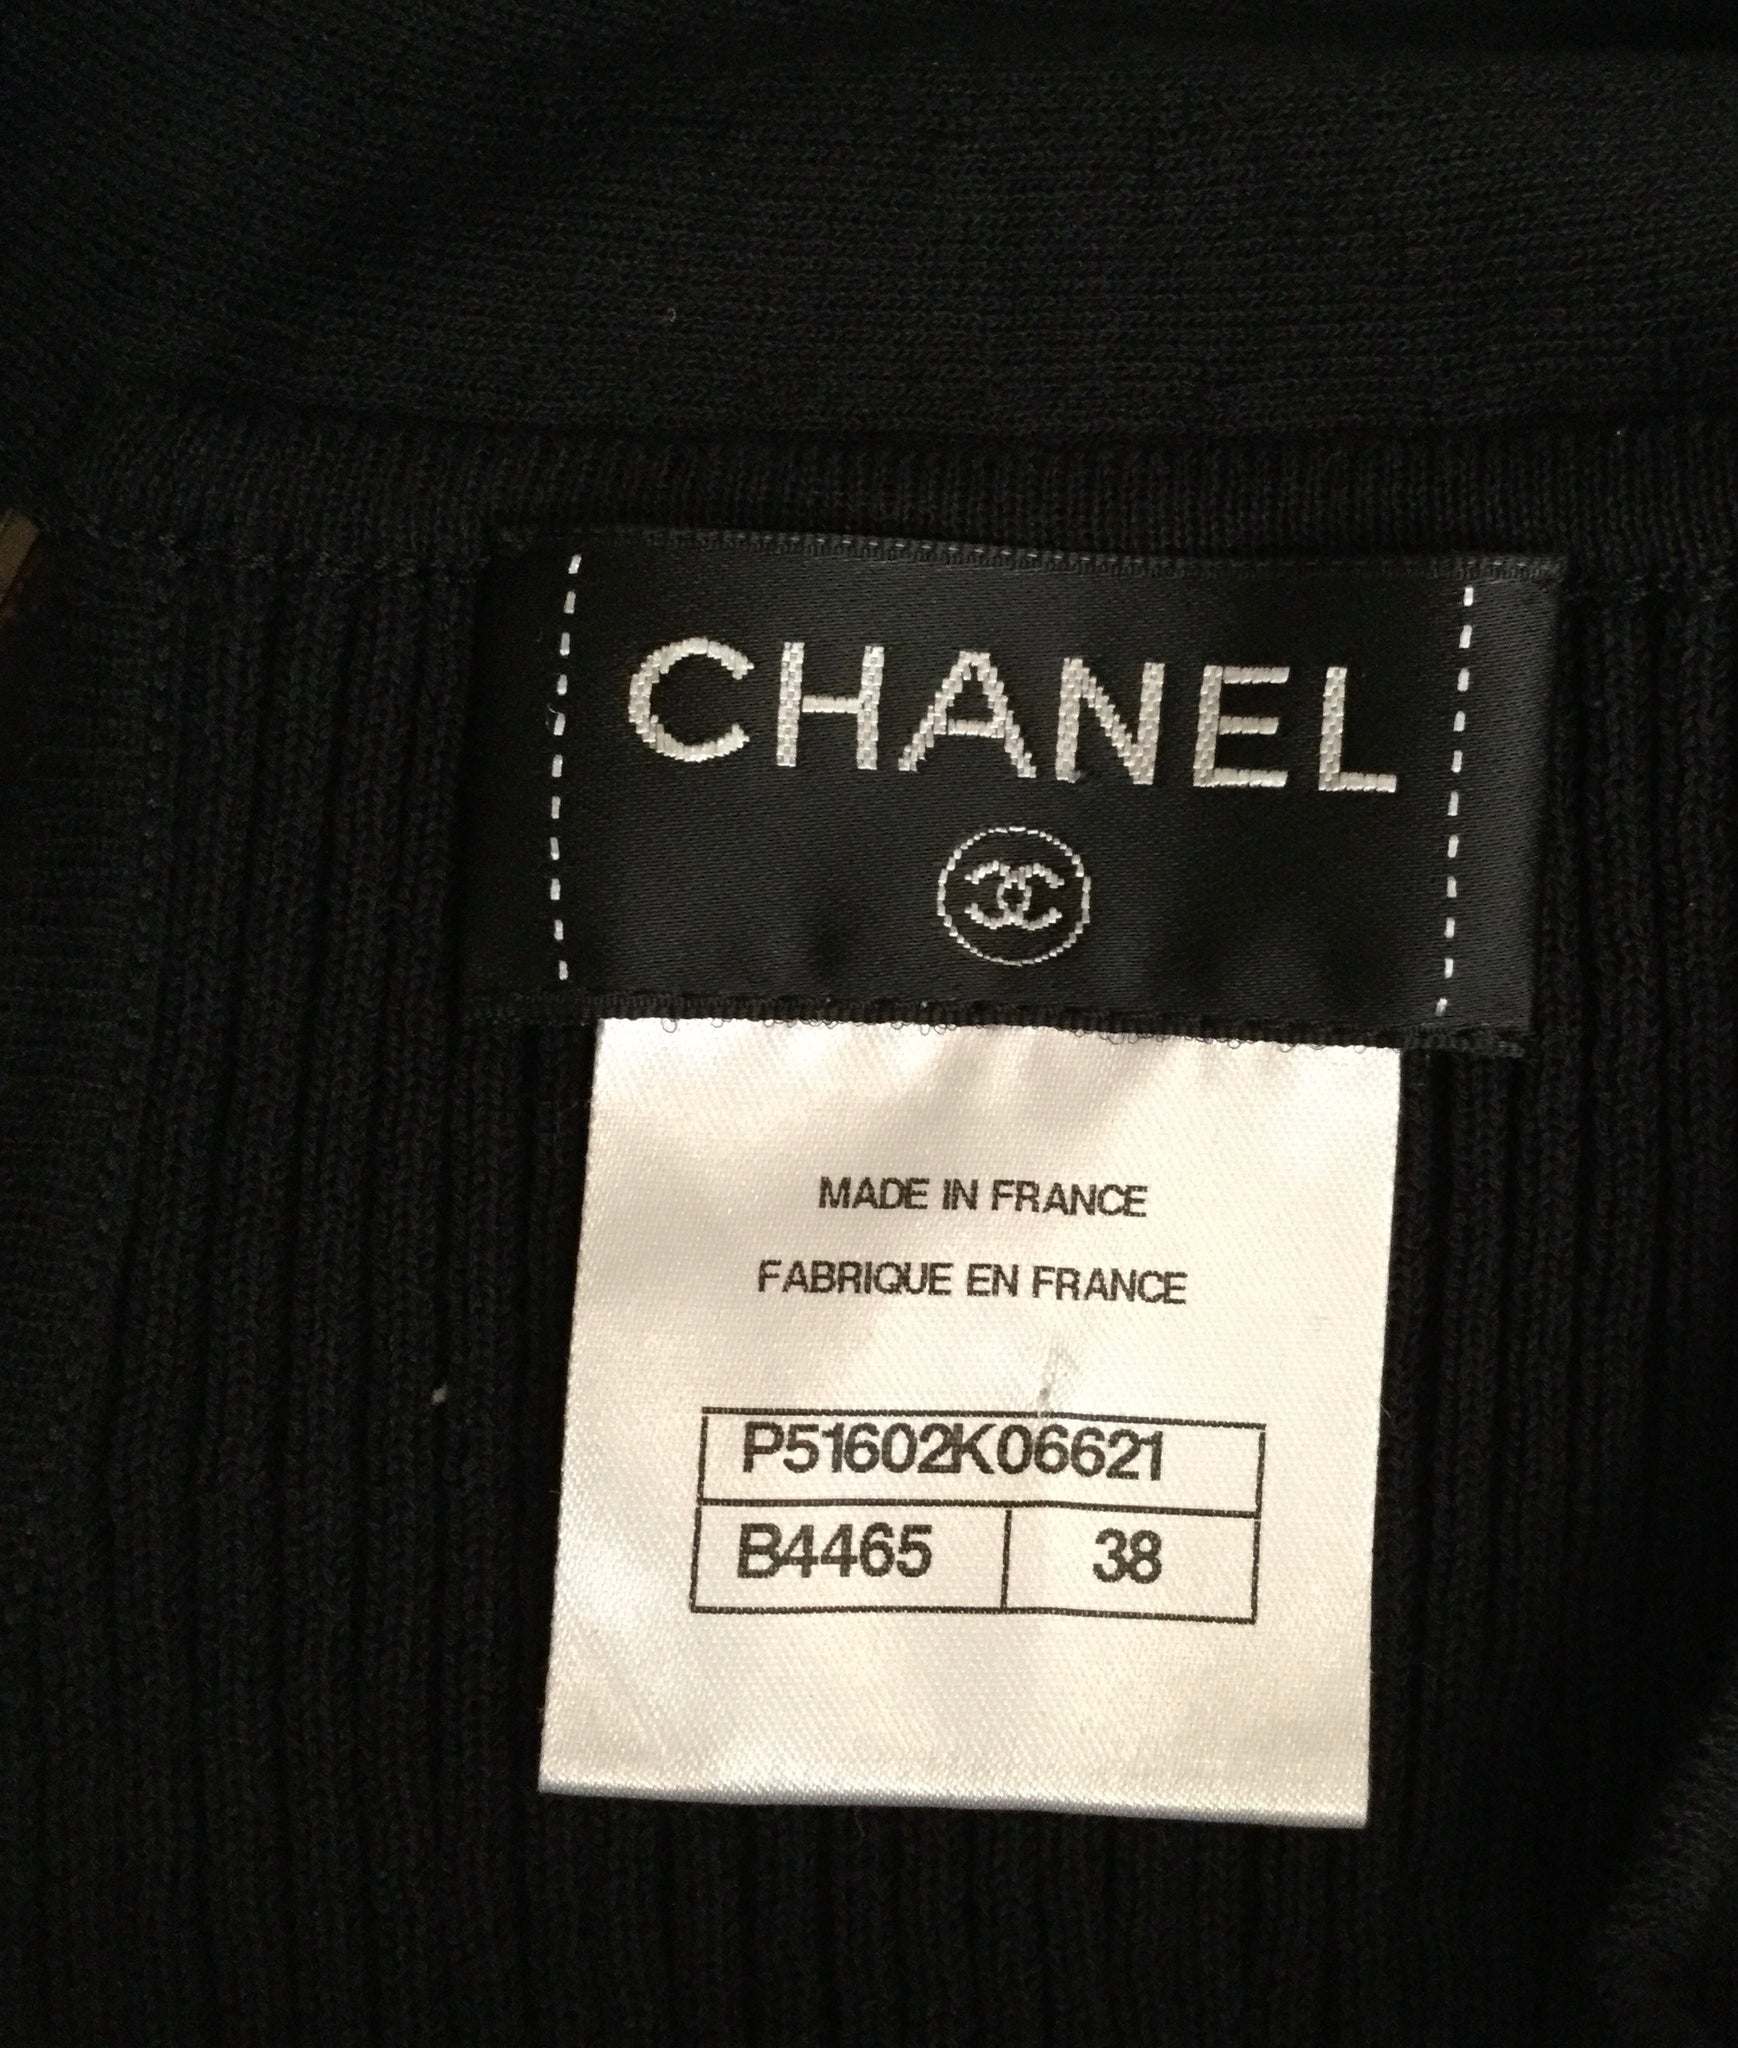 CHANEL
MADE IN FRANCE
FABRIQUE EN FRANCE
P51602K06621
B4465 38